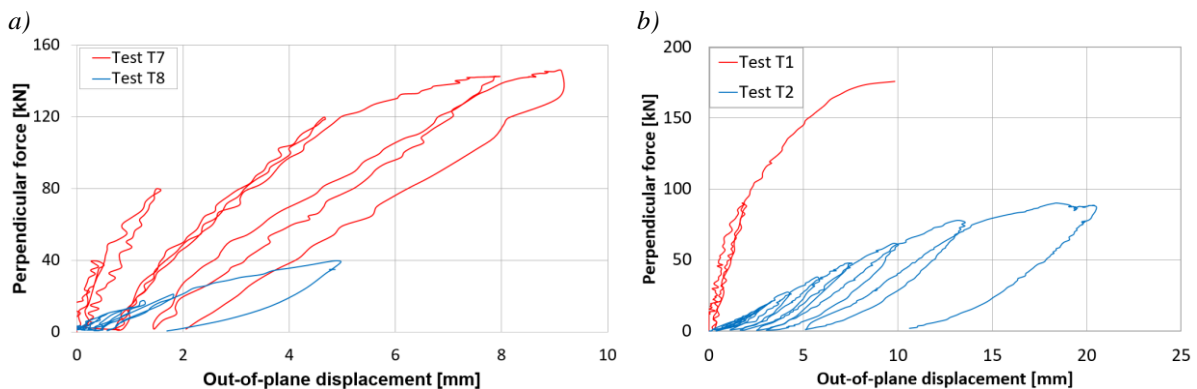 a)
Perpendicular force [kN]
160
120
80
40
0
Test T7
Test T8
0 2 4 6 8 10
Out-of-plane displacement [mm]
b)
Perpendicular force [kN]
200
150
100
50
0
Test T1
Test T2
0 5 10 15 20 25
Out-of-plane displacement [mm]